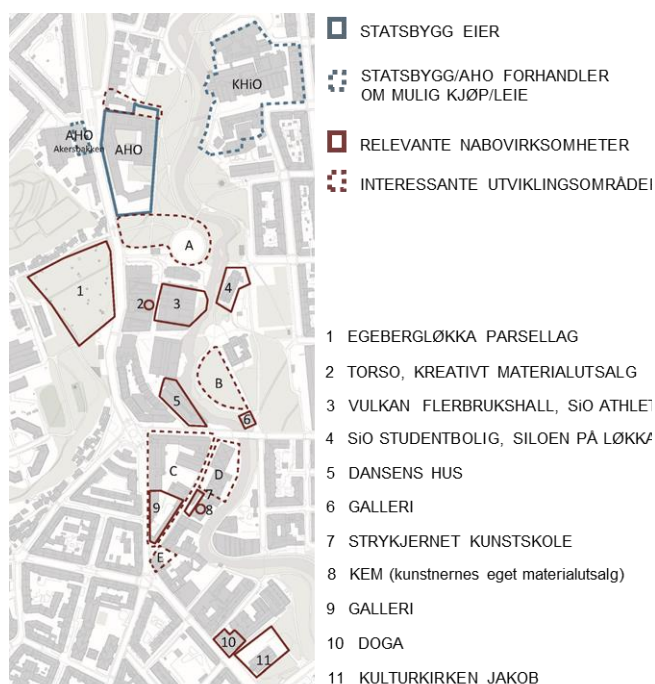 KHiO
AHO
Akersbakken
AHO
A
1
2
3
4
B
5
6
C
D
7
9
8
E
10
11
STATSBYGG EIER
STATSBYGG/AHO FORHANDLER
OM MULIG KJØP/LEIE
RELEVANTE NABOVIRKSOMHETER
INTERESSANTE UTVIKLINGSOMRÅDER
1 EGEBERGLØKKA PARSELLAG
2 TORSO, KREATIVT MATERIALUTSALG
3 VULKAN FLERBRUKSHALL, SiO ATHLET
4 SiO STUDENTBOLIG, SILOEN PÅ LØKKA
5 DANSENS HUS
6 GALLERI
7 STRYKJERNET KUNSTSKOLE
8 KEM (kunstnernes eget materialutsalg)
9 GALLERI
10 DOGA
11 KULTURKIRKEN JAKOB